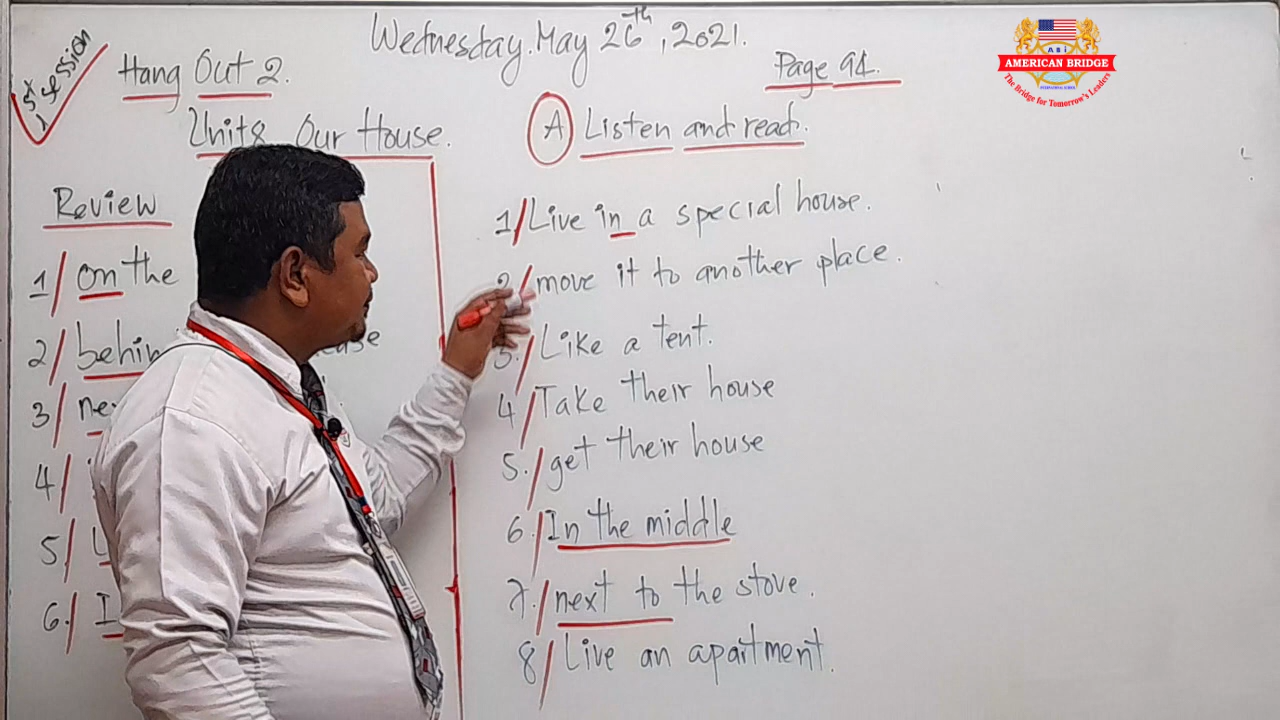 Wednesday. May 26th, 2021.
session
Hang Out 2.
Page 94.
Unit 8 Our House.
A Listen and read.
Review
1/ on the
2/ behin
3/ ne
4/
5/ L
6./ I
1/ Live in a special house.
2/ move it to another place.
3./ Like a tent.
4/ Take their house
5./ get their house
6./ In the middle
7./ next to the stove.
8/ Live an apartment.
ABI
AMERICAN BRIDGE
The Bridge for Tomorrow's Leaders